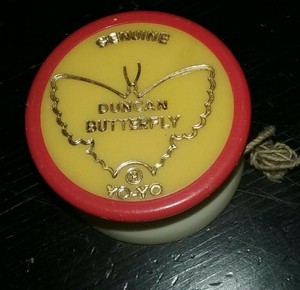 GENUINE
DUNCAN
BUTTERFLY
®
YO-YO